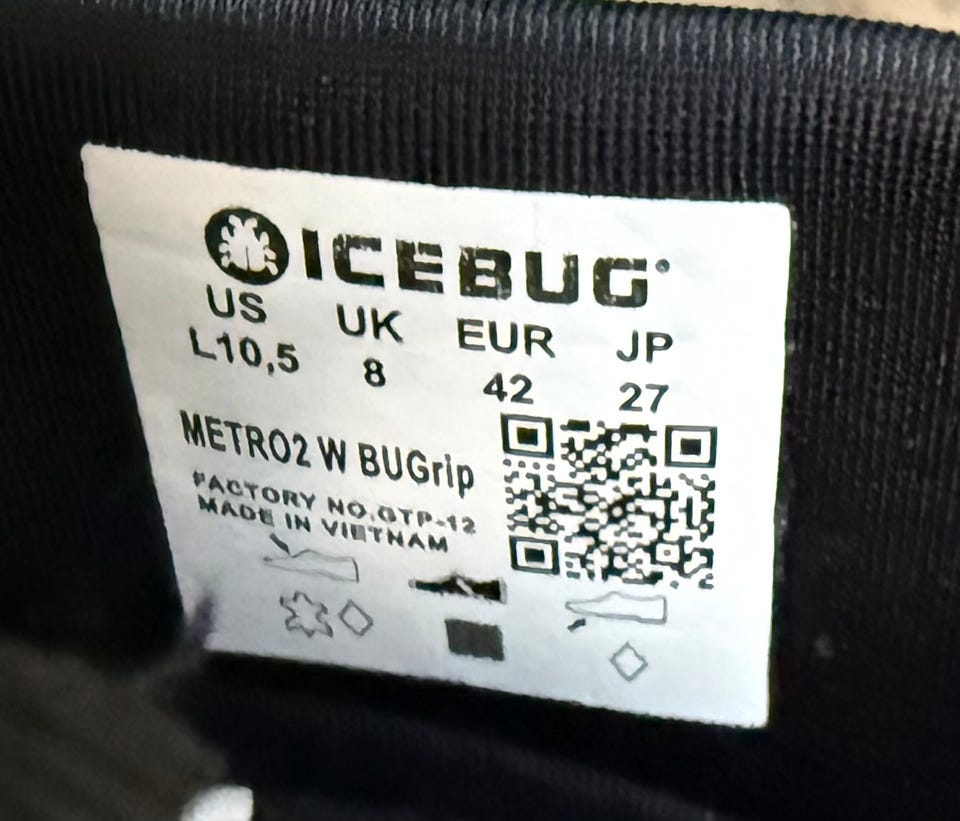 ICEBUG
US UK EUR JP
L10,5 8 42 27
METRO2 W BUGrip
FACTORY NO.GTP-12
MADE IN VIETNAM